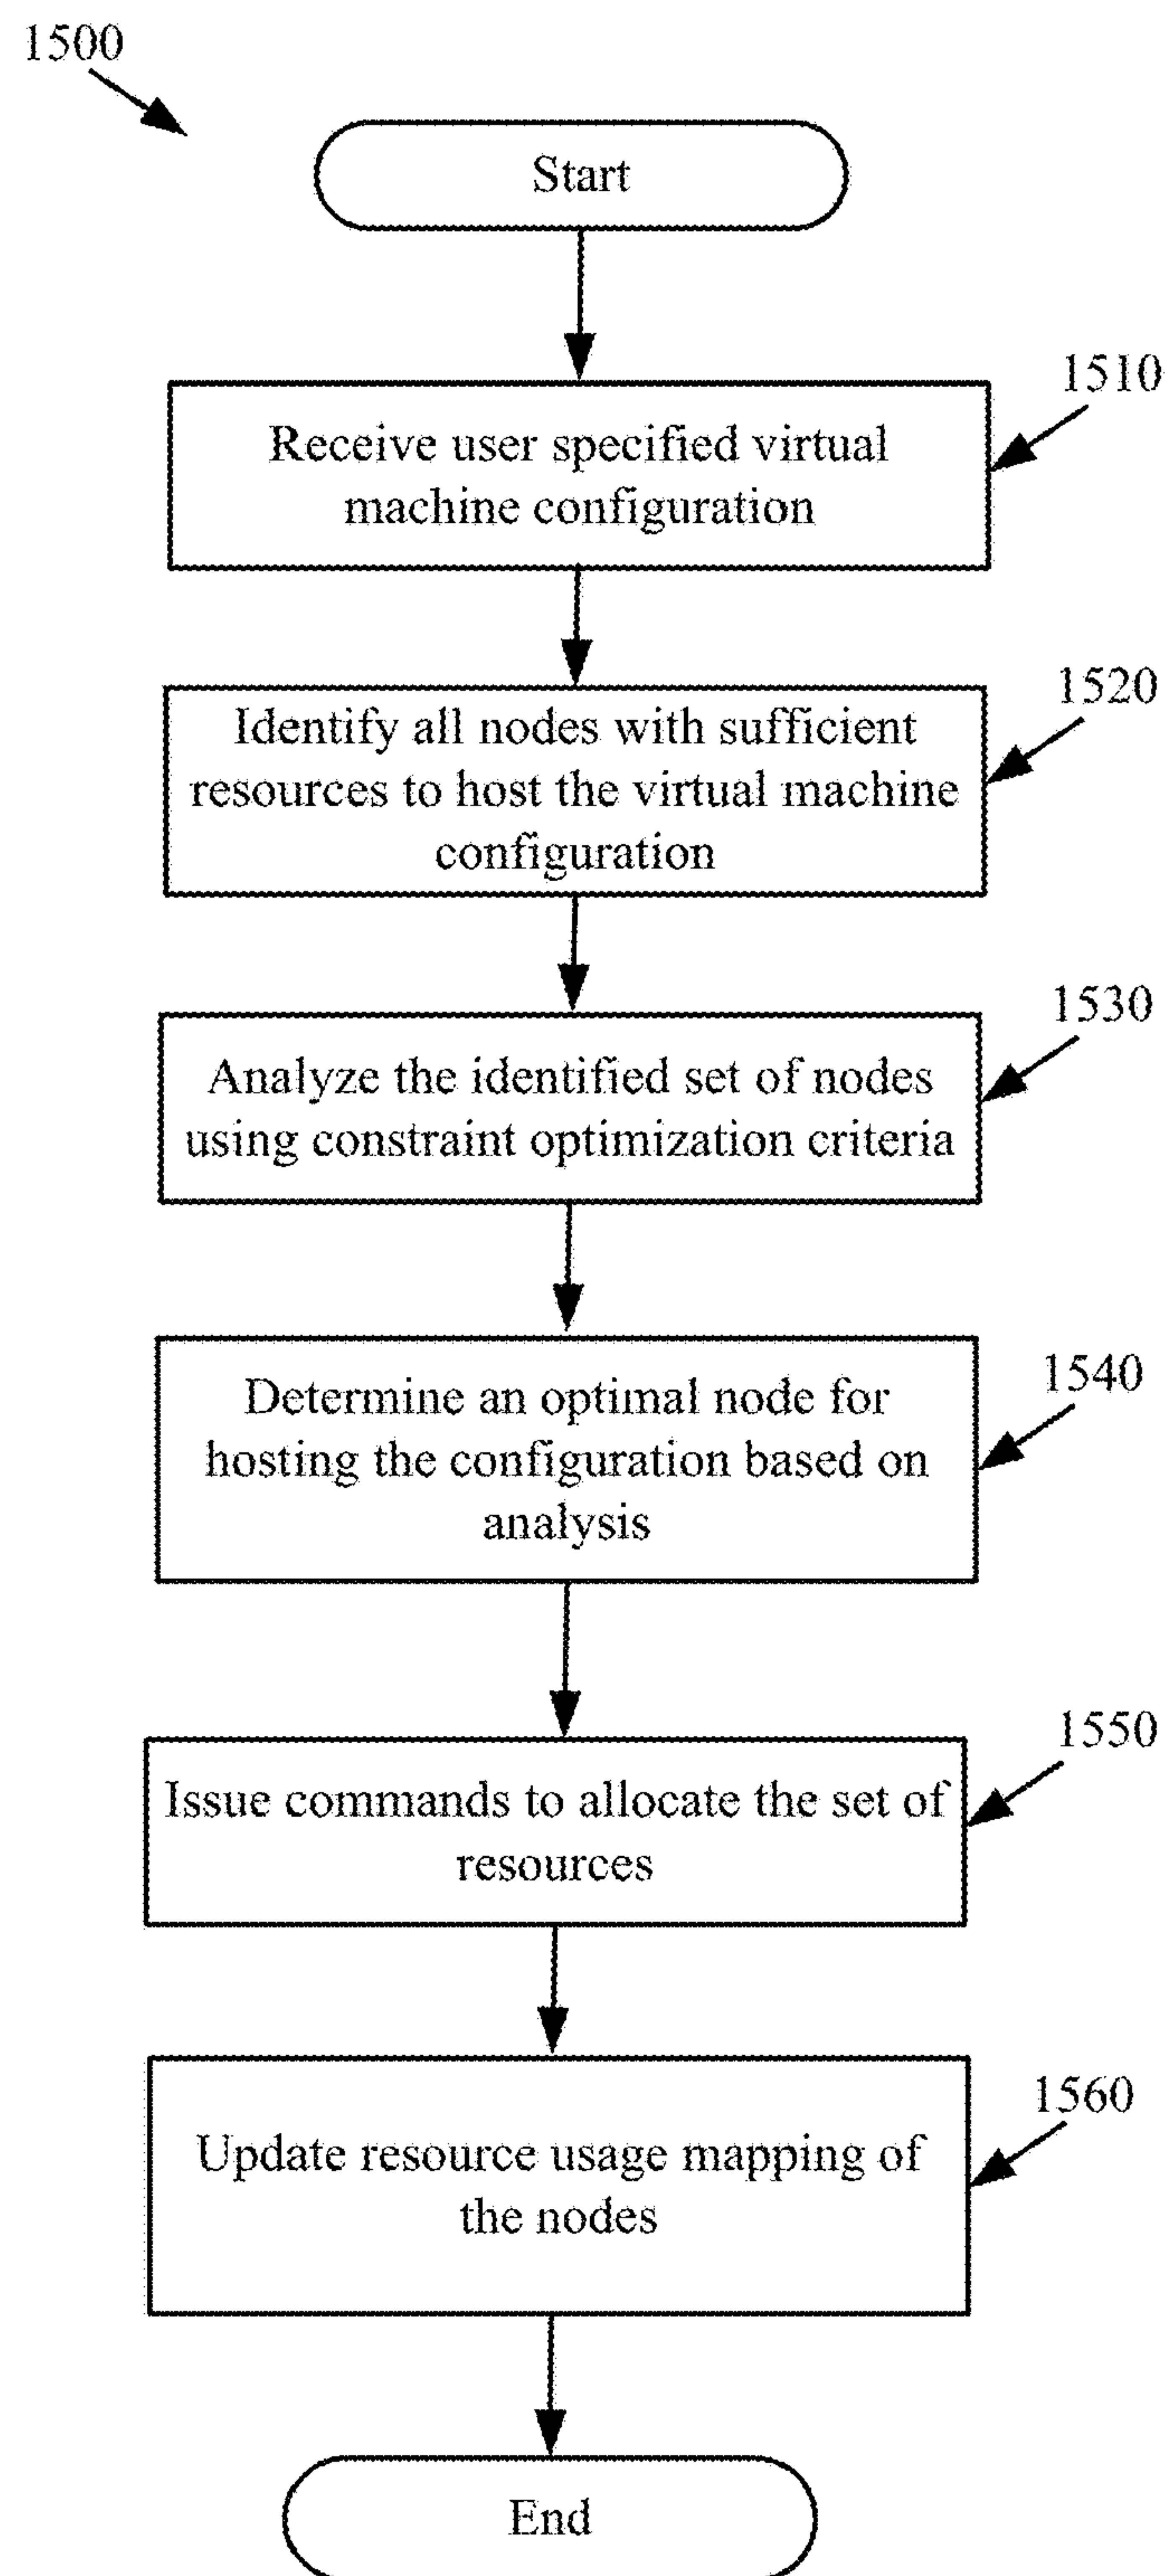 1500
Start
1510
Receive user specified virtual
machine configuration
1520
Identify all nodes with sufficient
resources to host the virtual machine
configuration
1530
Analyze the identified set of nodes
using constraint optimization criteria
1540
Determine an optimal node for
hosting the configuration based on
analysis
1550
Issue commands to allocate the set of
resources
1560
Update resource usage mapping of
the nodes
End